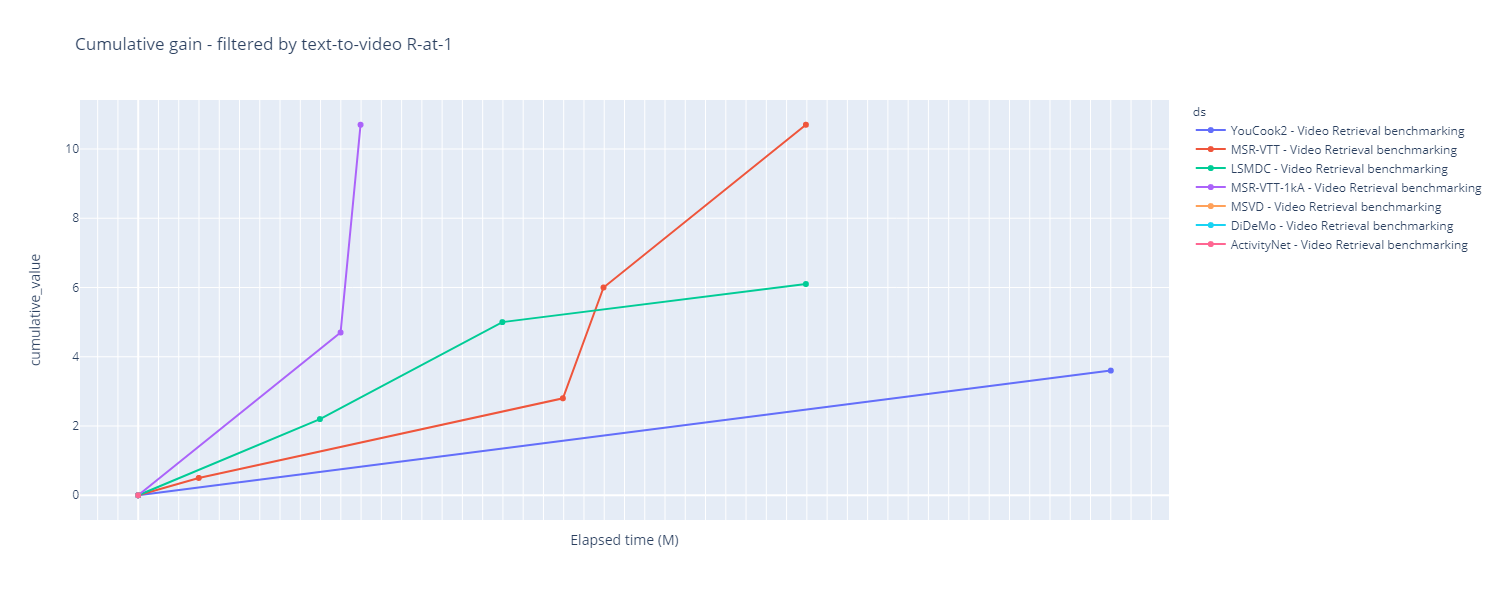 Cumulative gain - filtered by text-to-video R-at-1
10
8
6
4
2
0
cumulative_value
Elapsed time (M)
ds
YouCook2 - Video Retrieval benchmarking
MSR-VTT - Video Retrieval benchmarking
LSMDC - Video Retrieval benchmarking
MSR-VTT-1kA - Video Retrieval benchmarking
MSVD - Video Retrieval benchmarking
DiDeMo - Video Retrieval benchmarking
ActivityNet - Video Retrieval benchmarking